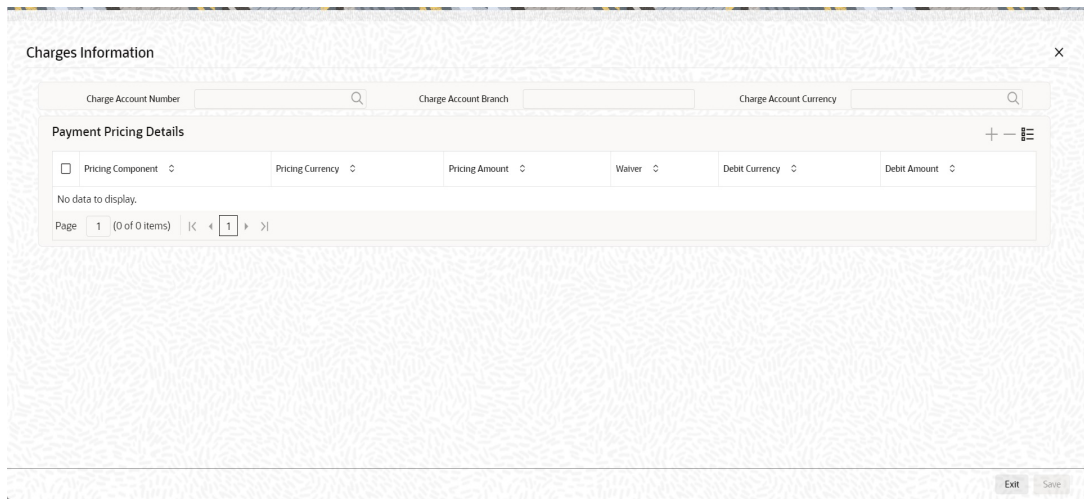 Charges Information
Charge Account Number Charge Account Branch Charge Account Currency
Payment Pricing Details
Pricing Component Pricing Currency Pricing Amount Waiver Debit Currency Debit Amount
No data to display.
Page 1 (0 of 0 items) 1
Exit Save